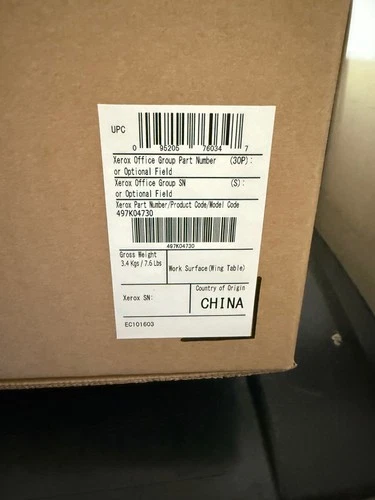 UPC
0 95205 76034 7
Xerox Office Group Part Number (30P):
or Optional Field
Xerox Office Group SN (S):
or Optional Field
Xerox Part Number/Product Code/Model Code
497K04730
497K04730
Gross Weight
3.4 Kgs/7.6 Lbs
Work Surface(Wing Table)
Country of Origin
Xerox SN:
CHINA
EC101603